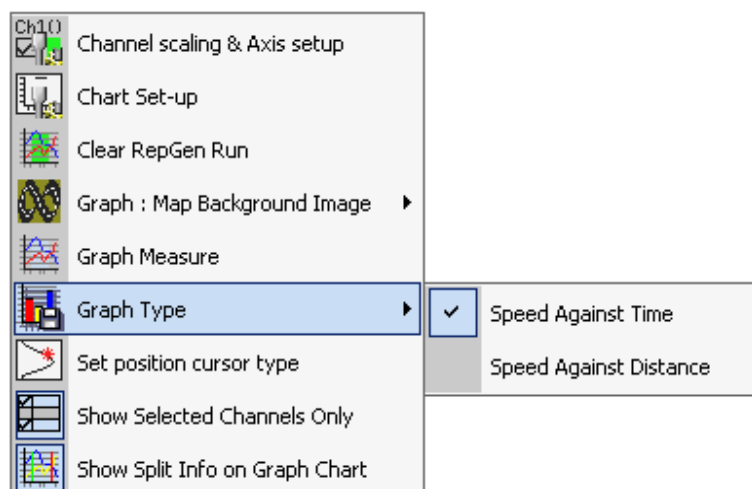 Ch1()
Channel scaling & Axis setup
Chart Set-up
Clear RepGen Run
Graph : Map Background Image
Graph Measure
Graph Type
Speed Against Time
Speed Against Distance
Set position cursor type
Show Selected Channels Only
Show Split Info on Graph Chart